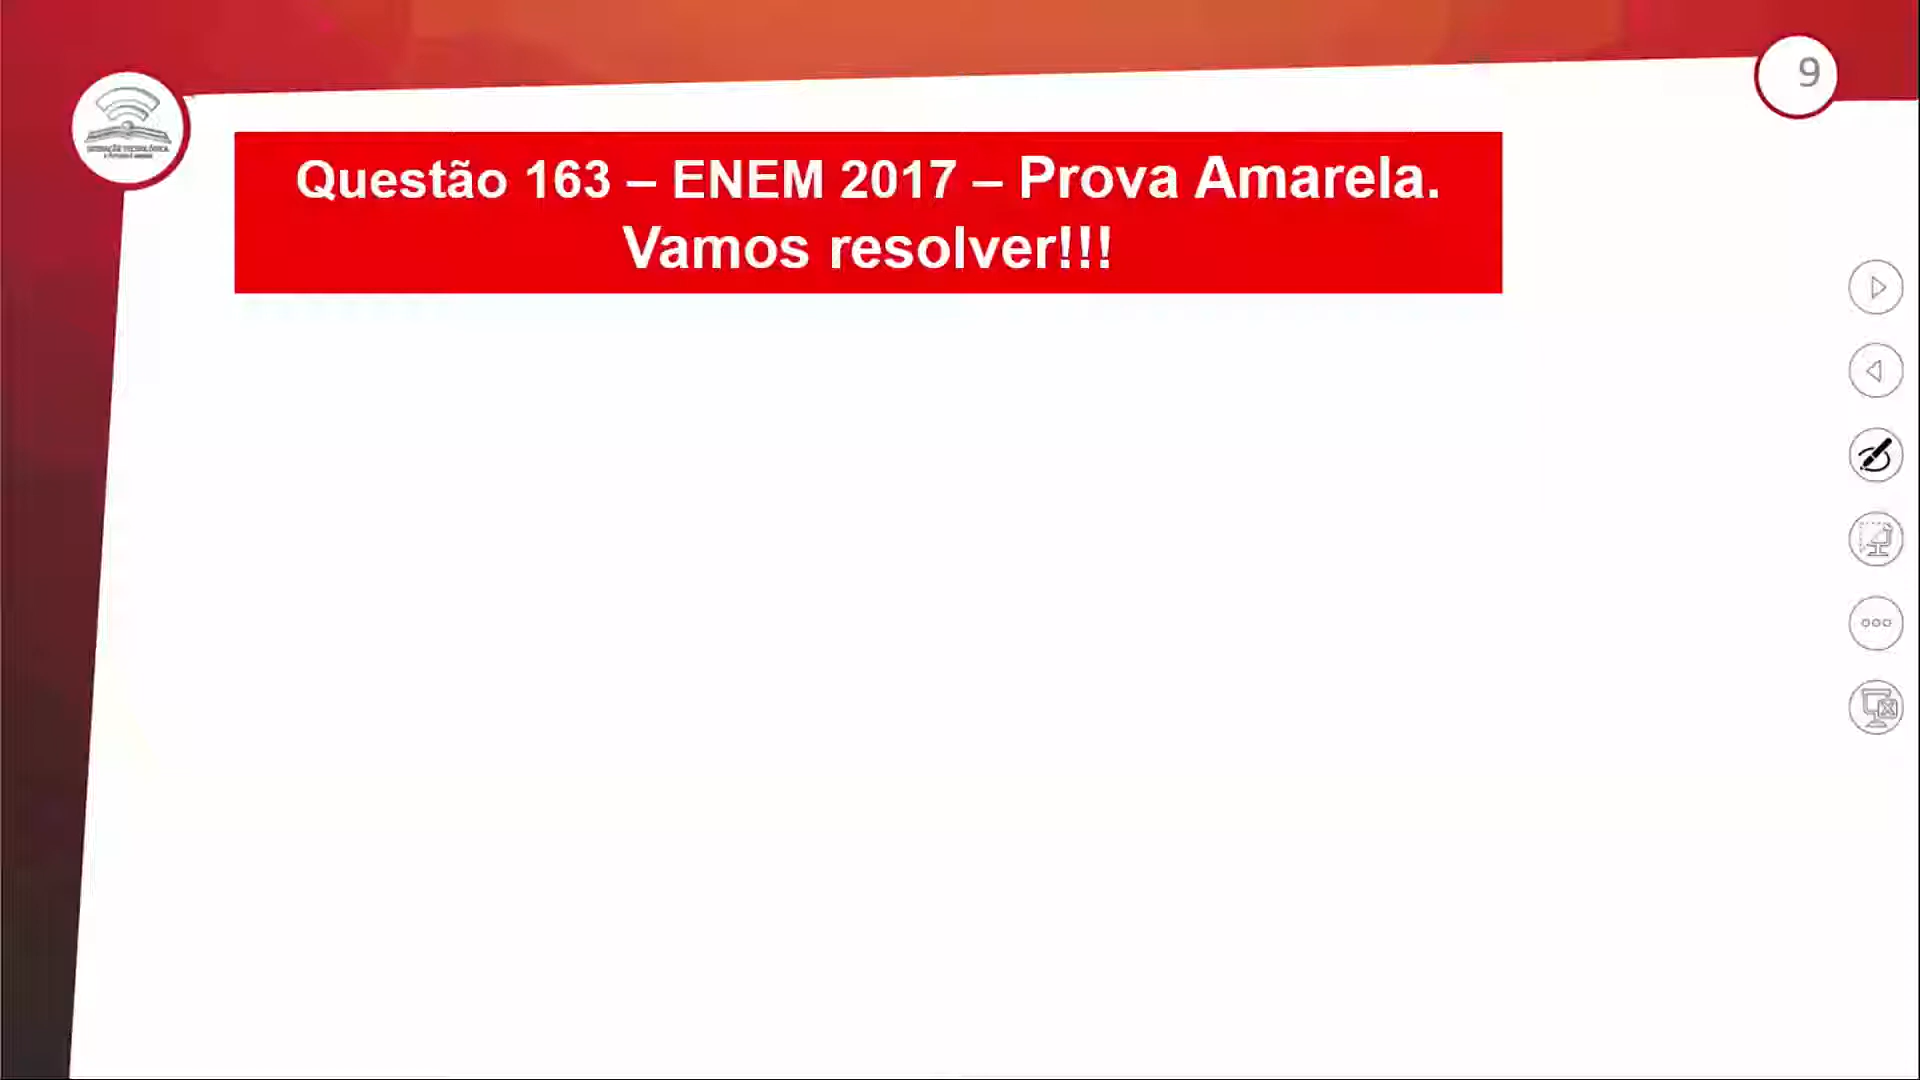 9
Questão 163 – ENEM 2017 – Prova Amarela.
Vamos resolver!!!